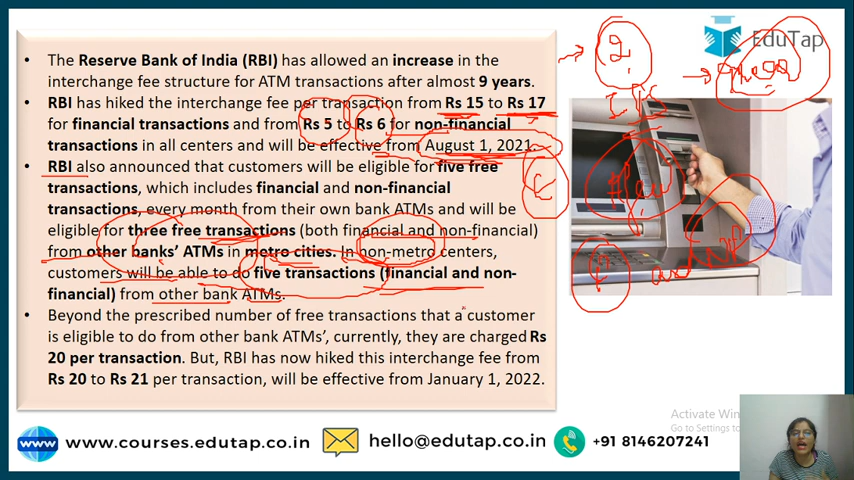 EduTap
• The Reserve Bank of India (RBI) has allowed an increase in the
interchange fee structure for ATM transactions after almost 9 years.
• RBI has hiked the interchange fee per transaction from Rs 15 to Rs 17
for financial transactions and from Rs 5 to Rs 6 for non-financial
transactions in all centers and will be effective from August 1, 2021.
• RBI also announced that customers will be eligible for five free
transactions, which includes financial and non-financial
transactions, every month from their own bank ATMs and will be
eligible for three free transactions (both financial and non-financial)
from other banks’ ATMs in metro cities. In non-metro centers,
customers will be able to do five transactions (financial and non-
financial) from other bank ATMs.
• Beyond the prescribed number of free transactions that a customer
is eligible to do from other bank ATMs’, currently, they are charged Rs
20 per transaction. But, RBI has now hiked this interchange fee from
Rs 20 to Rs 21 per transaction, will be effective from January 1, 2022.
Activate Win
Go to Settings to
www.courses.edutap.co.in
hello@edutap.co.in
+91 8146207241